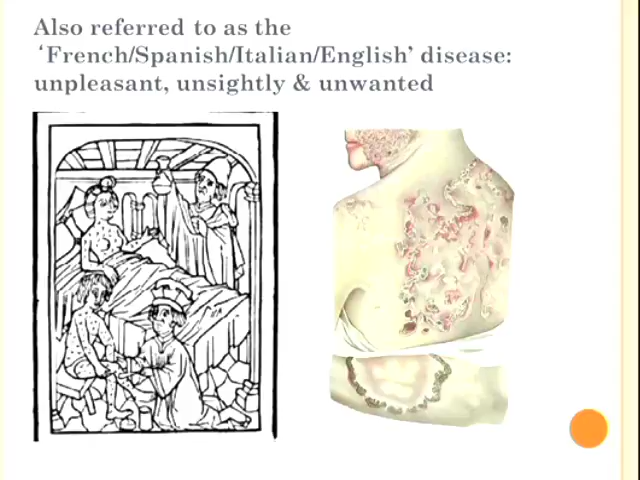 Also referred to as the
‘French/Spanish/Italian/English’ disease:
unpleasant, unsightly & unwanted